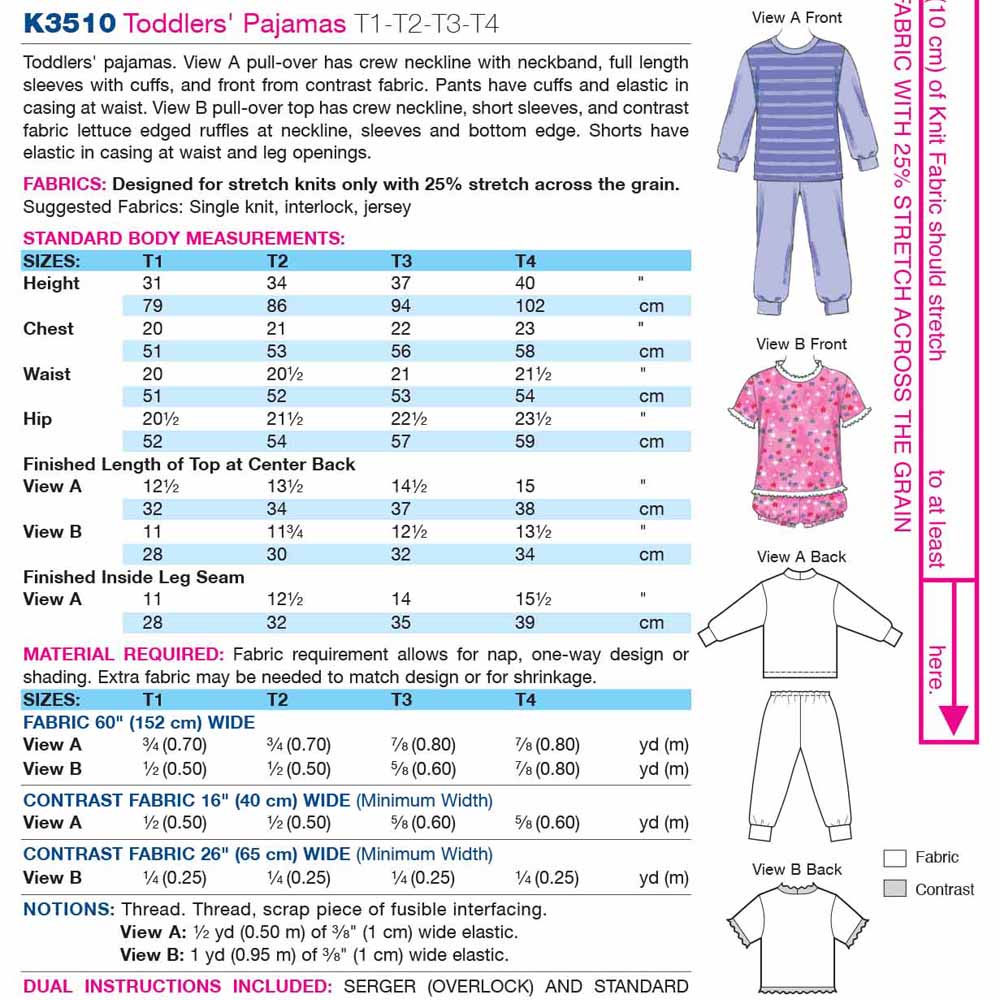 K3510 Toddlers' Pajamas T1-T2-T3-T4
Toddlers' pajamas. View A pull-over has crew neckline with neckband, full length
sleeves with cuffs, and front from contrast fabric. Pants have cuffs and elastic in
casing at waist. View B pull-over top has crew neckline, short sleeves, and contrast
fabric lettuce edged ruffles at neckline, sleeves and bottom edge. Shorts have
elastic in casing at waist and leg openings.
FABRICS: Designed for stretch knits only with 25% stretch across the grain.
Suggested Fabrics: Single knit, interlock, jersey
STANDARD BODY MEASUREMENTS:
SIZES: T1 T2 T3 T4
Height 31 34 37 40 "
79 86 94 102 cm
Chest 20 21 22 23 "
51 53 56 58 cm
Waist 20 20½ 21 21½ "
51 52 53 54 cm
Hip 20½ 21½ 22½ 23½ "
52 54 57 59 cm
Finished Length of Top at Center Back
View A 12½ 13½ 14½ 15 "
32 34 37 38 cm
View B 11 11¾ 12½ 13½ "
28 30 32 34 cm
Finished Inside Leg Seam
View A 11 12½ 14 15½ "
28 32 35 39 cm
MATERIAL REQUIRED: Fabric requirement allows for nap, one-way design or
shading. Extra fabric may be needed to match design or for shrinkage.
SIZES: T1 T2 T3 T4
FABRIC 60" (152 cm) WIDE
View A ¾ (0.70) ¾ (0.70) ⅞ (0.80) ⅞ (0.80) yd (m)
View B ½ (0.50) ½ (0.50) ⅝ (0.60) ⅞ (0.80) yd (m)
CONTRAST FABRIC 16" (40 cm) WIDE (Minimum Width)
View A ½ (0.50) ½ (0.50) ⅝ (0.60) ⅝ (0.60) yd (m)
CONTRAST FABRIC 26" (65 cm) WIDE (Minimum Width)
View B ¼ (0.25) ¼ (0.25) ¼ (0.25) ¼ (0.25) yd (m)
NOTIONS: Thread. Thread, scrap piece of fusible interfacing.
View A: ½ yd (0.50 m) of ⅜" (1 cm) wide elastic.
View B: 1 yd (0.95 m) of ⅜" (1 cm) wide elastic.
DUAL INSTRUCTIONS INCLUDED: SERGER (OVERLOCK) AND STANDARD
View A Front
View B Front
View A Back
View B Back
Fabric
Contrast
(10 cm) of Knit Fabric should stretch to at least here.
FABRIC WITH 25% STRETCH ACROSS THE GRAIN